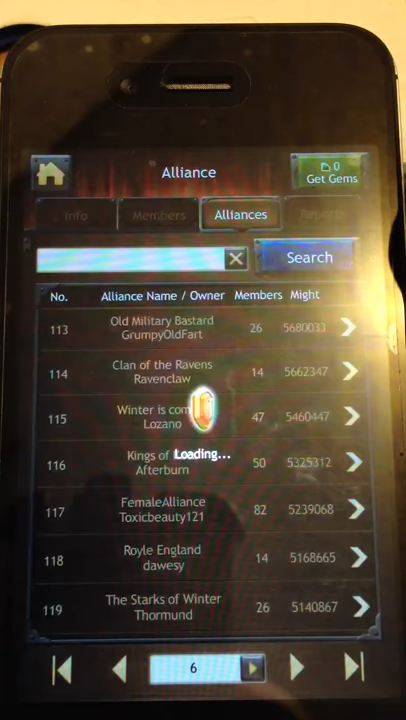 Alliance
0
Get Gems
Info Members Alliances Reports
Search
No. Alliance Name / Owner Members Might
113 Old Military Bastard GrumpyOldFart 26 5680033
114 Clan of the Ravens Ravenclaw 14 5662347
115 Winter is com Lozano 47 5460447
116 Kings of Afterburn 50 5325312
Loading...
117 FemaleAlliance Toxicbeauty121 82 5239068
118 Royle England dawesy 14 5168665
119 The Starks of Winter Thormund 26 5140867
6